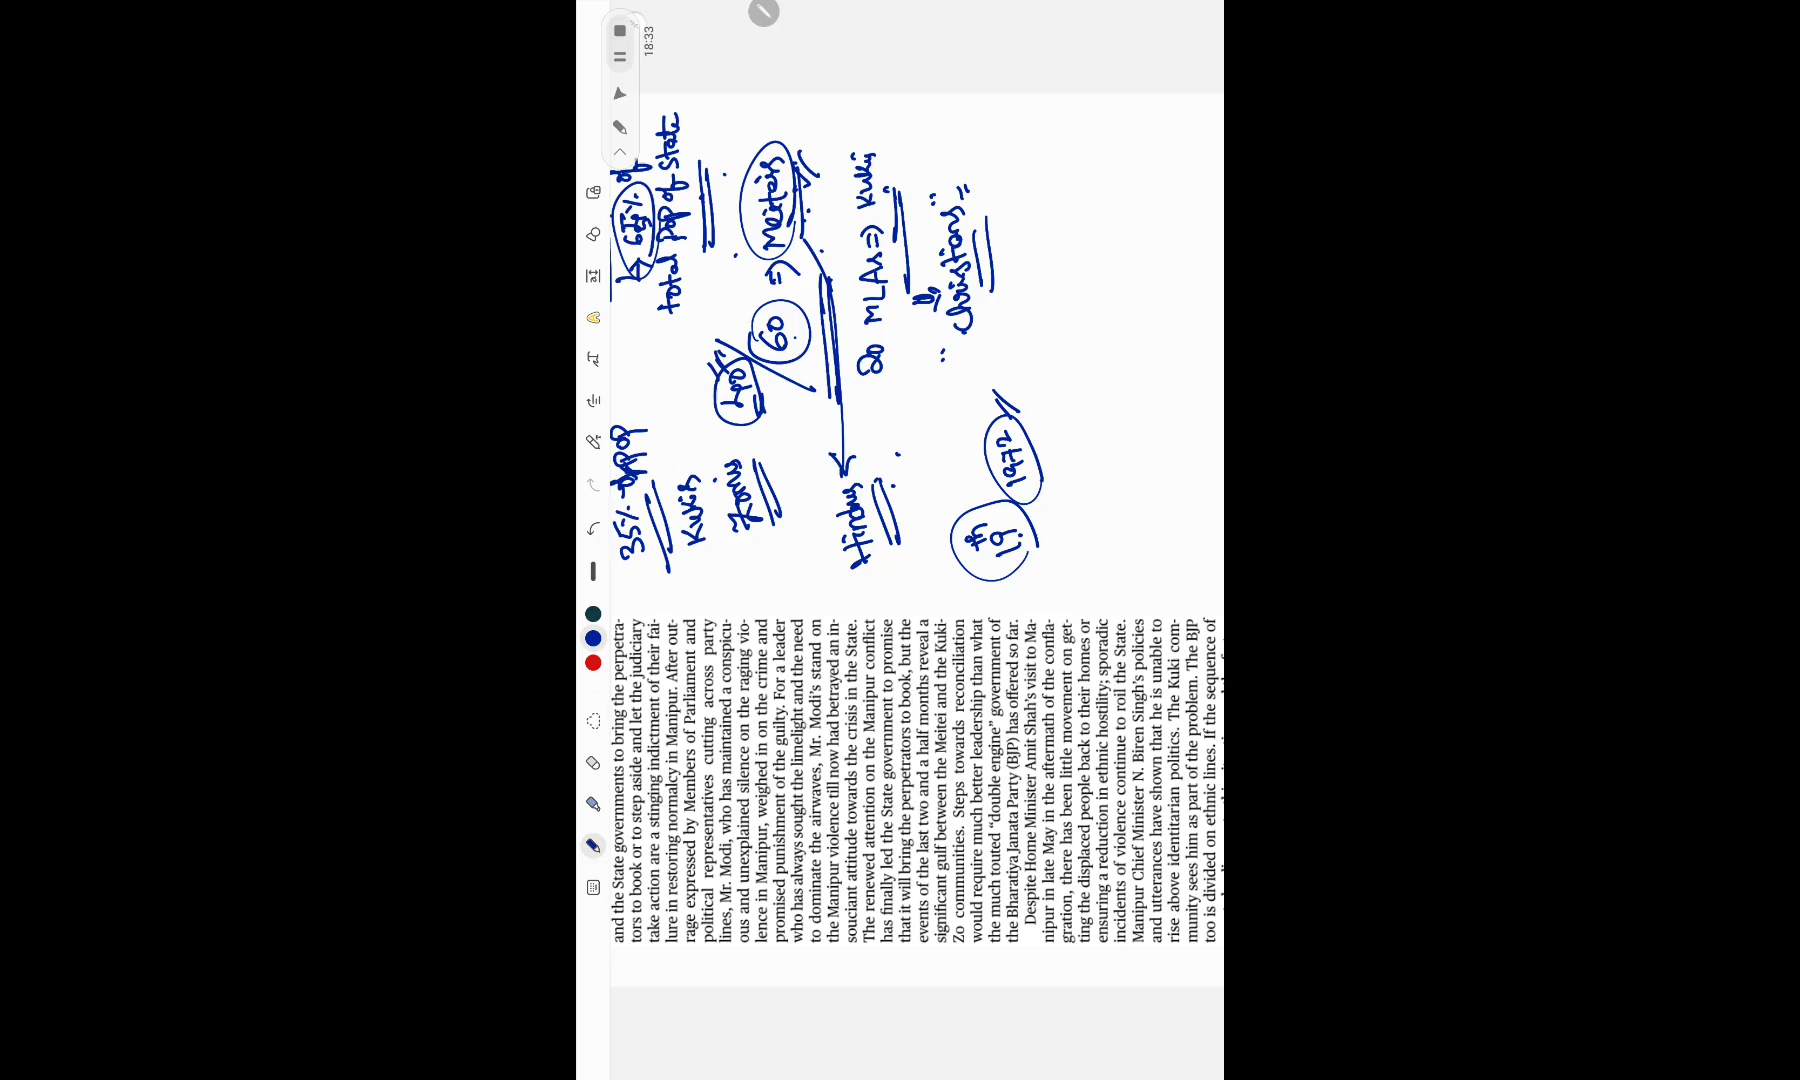 18:33
and the State governments to bring the perpetra-
tors to book or to step aside and let the judiciary
take action are a stinging indictment of their fai-
lure in restoring normalcy in Manipur. After out-
rage expressed by Members of Parliament and
political representatives cutting across party
lines, Mr. Modi, who has maintained a conspicu-
ous and unexplained silence on the raging vio-
lence in Manipur, weighed in on the crime and
promised punishment of the guilty. For a leader
who has always sought the limelight and the need
to dominate the airwaves, Mr. Modi's stand on
the Manipur violence till now had betrayed an in-
souciant attitude towards the crisis in the State.
The renewed attention on the Manipur conflict
has finally led the State government to promise
that it will bring the perpetrators to book, but the
events of the last two and a half months reveal a
significant gulf between the Meitei and the Kuki-
Zo communities. Steps towards reconciliation
would require much better leadership than what
the much touted "double engine" government of
the Bharatiya Janata Party (BJP) has offered so far.
Despite Home Minister Amit Shah's visit to Ma-
nipur in late May in the aftermath of the confla-
gration, there has been little movement on get-
ting the displaced people back to their homes or
ensuring a reduction in ethnic hostility; sporadic
incidents of violence continue to roil the State.
Manipur Chief Minister N. Biren Singh's policies
and utterances have shown that he is unable to
rise above identitarian politics. The Kuki com-
munity sees him as part of the problem. The BJP
too is divided on ethnic lines. If the sequence of
35%
Kukis
of
total pop of State
40
60 => Meiteis
Hindus
20 MLAs => Kukis
Christians
19th
1972